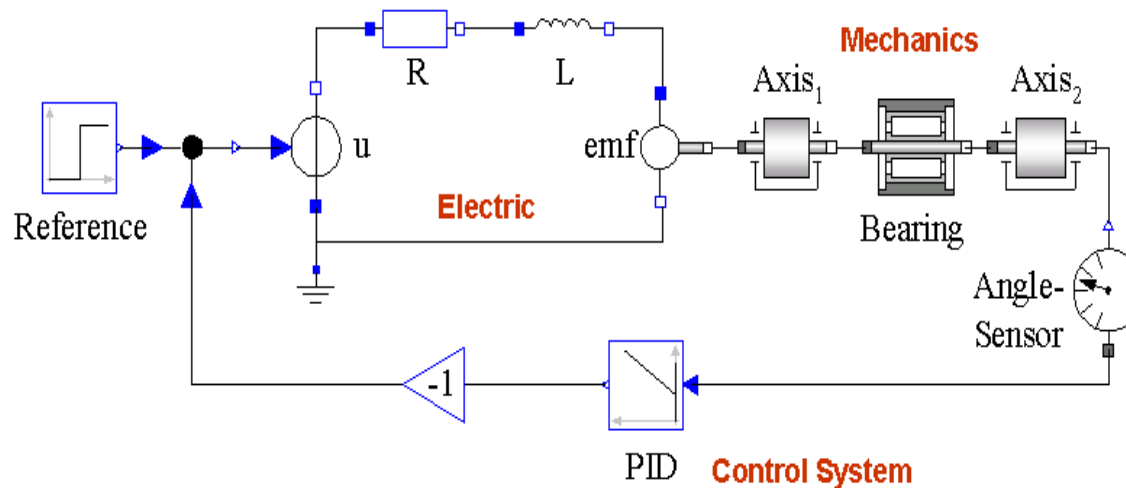 Mechanics
R
L
Axis₁
Axis₂
u
emf
Reference
Electric
Bearing
Angle-
Sensor
-1
PID
Control System